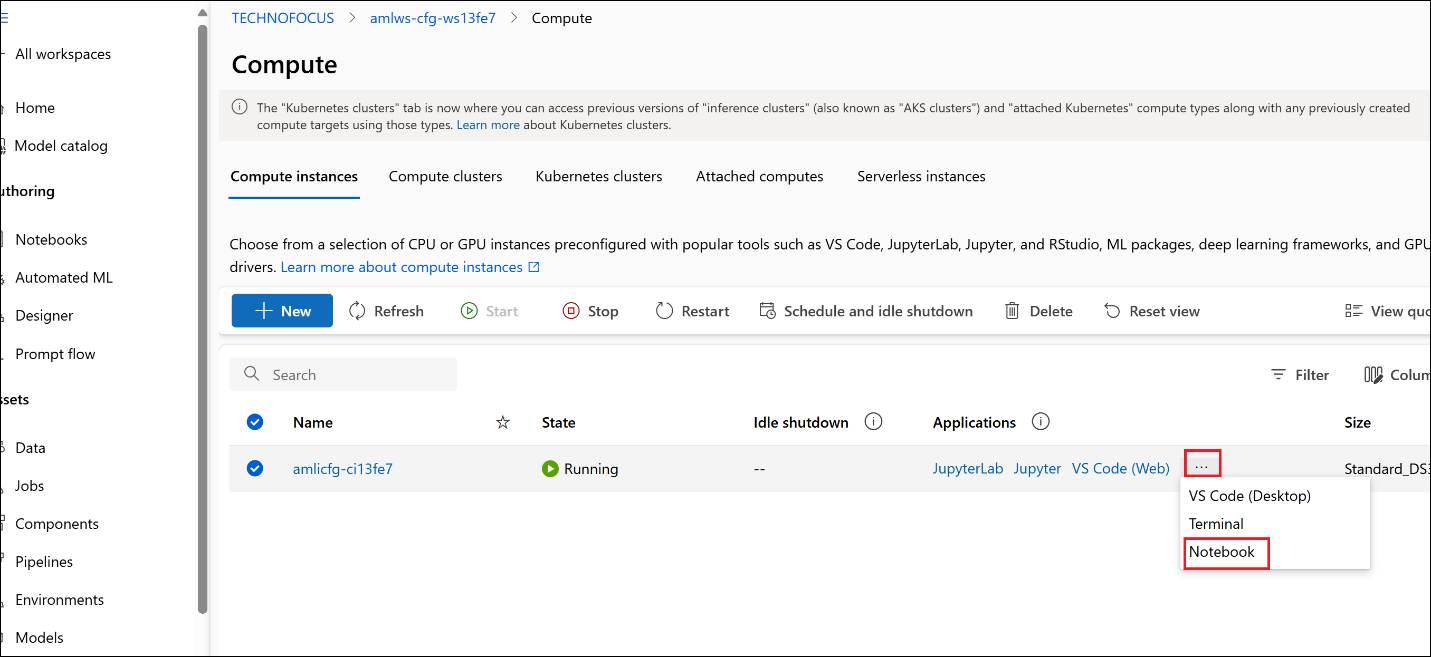 TECHNOFOCUS > amlws-cfg-ws13fe7 > Compute
All workspaces
Home
Model catalog
uthoring
Notebooks
Automated ML
Designer
Prompt flow
ssets
Data
Jobs
Components
Pipelines
Environments
Models
Compute
The "Kubernetes clusters" tab is now where you can access previous versions of "inference clusters" (also known as "AKS clusters") and "attached Kubernetes" compute types along with any previously created
compute targets using those types. Learn more about Kubernetes clusters.
Compute instances Compute clusters Kubernetes clusters Attached computes Serverless instances
Choose from a selection of CPU or GPU instances preconfigured with popular tools such as VS Code, JupyterLab, Jupyter, and RStudio, ML packages, deep learning frameworks, and GPU
drivers. Learn more about compute instances
New Refresh Start Stop Restart Schedule and idle shutdown Delete Reset view View quo
Search Filter Colum
Name State Idle shutdown Applications Size
amlicfg-ci13fe7 Running -- JupyterLab Jupyter VS Code (Web) ... Standard_DS3
VS Code (Desktop)
Terminal
Notebook